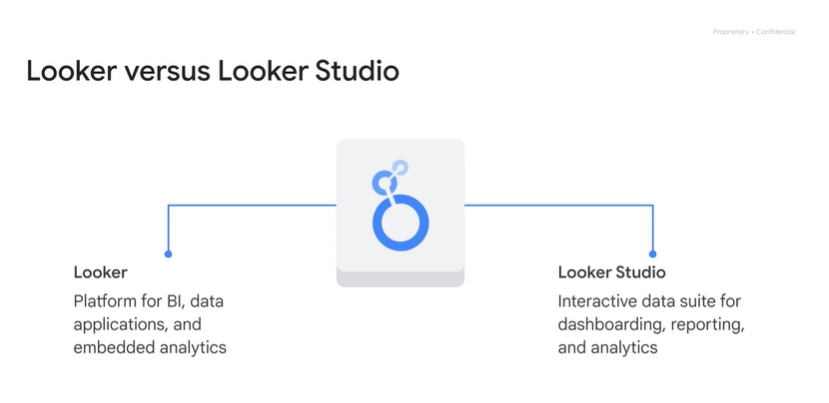 Proprietary + Confidential
Looker versus Looker Studio
Looker
Platform for BI, data
applications, and
embedded analytics
Looker Studio
Interactive data suite for
dashboarding, reporting,
and analytics